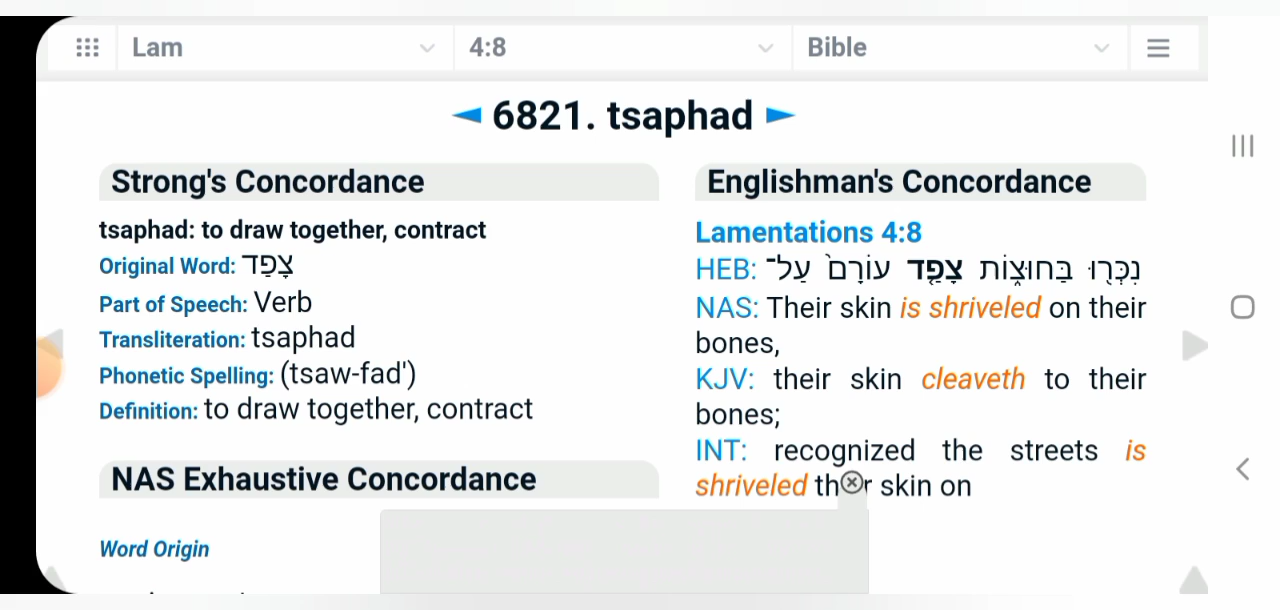 Lam 4:8 Bible
6821. tsaphad
Strong's Concordance
tsaphad: to draw together, contract
Original Word: צָפַד
Part of Speech: Verb
Transliteration: tsaphad
Phonetic Spelling: (tsaw-fad')
Definition: to draw together, contract
NAS Exhaustive Concordance
Word Origin
Englishman's Concordance
Lamentations 4:8
HEB: נִכְּר֖וּ בַּחוּצ֑וֹת צָפַ֤ד עוֹרָם֙ עַל־
NAS: Their skin is shriveled on their
bones,
KJV: their skin cleaveth to their
bones;
INT: recognized the streets is
shriveled their skin on